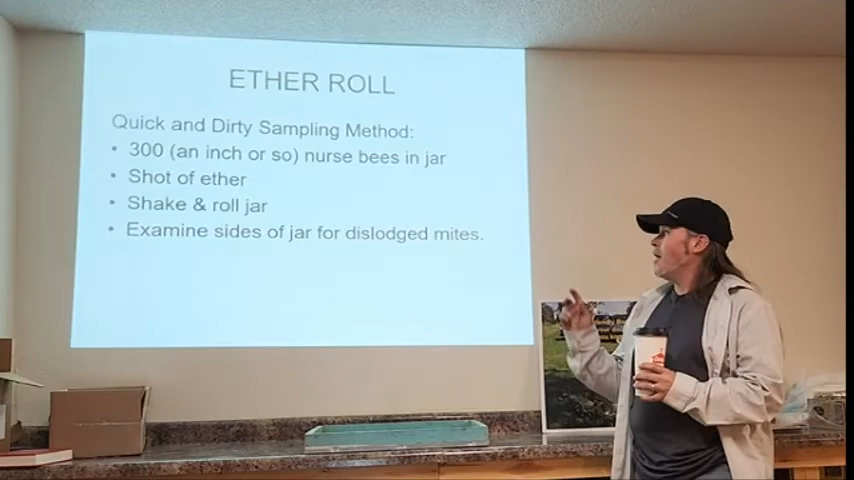 ETHER ROLL
Quick and Dirty Sampling Method:
• 300 (an inch or so) nurse bees in jar
• Shot of ether
• Shake & roll jar
• Examine sides of jar for dislodged mites.